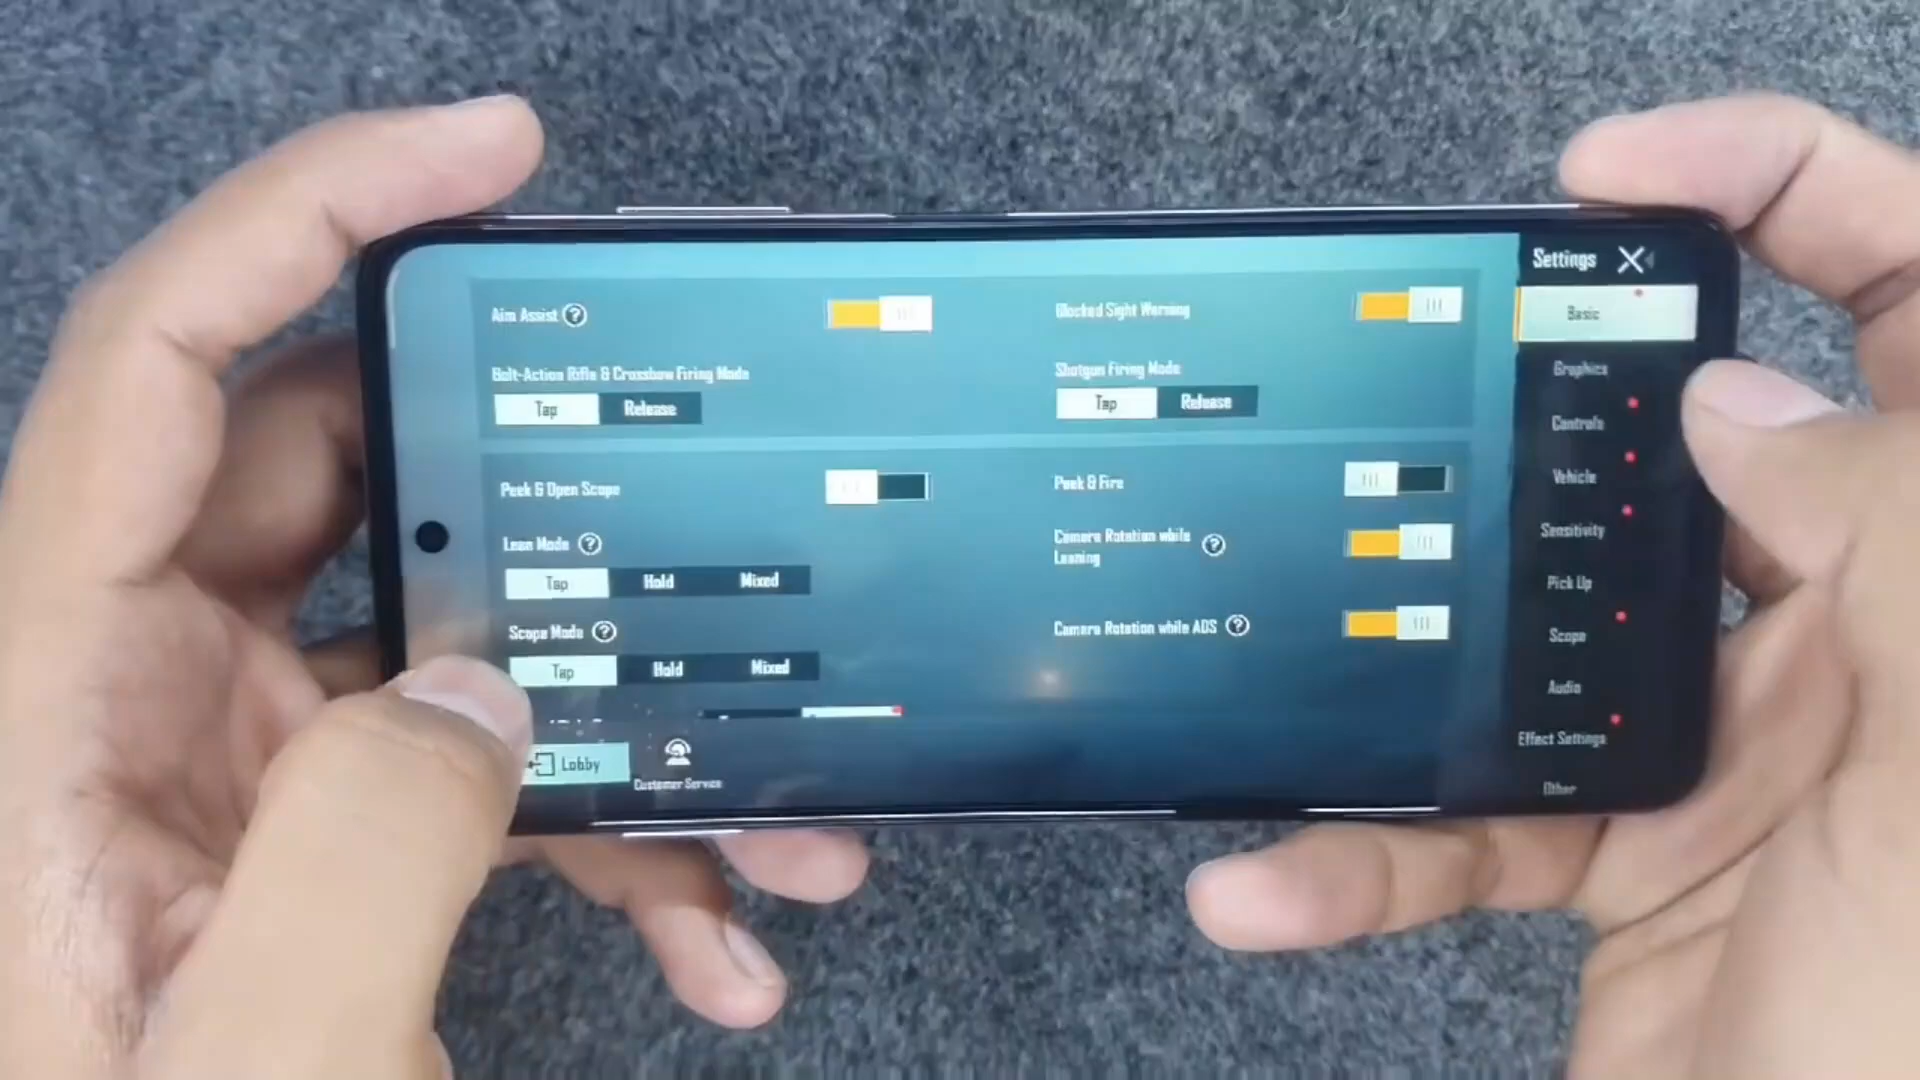 Settings
Aim Assist ?
Blocked Sight Warning
Basic
Bolt-Action Rifle & Crossbow Firing Mode
Shotgun Firing Mode
Graphics
Tap Release
Tap Release
Controls
Peek & Open Scope
Peek & Fire
Vehicle
Lean Mode ?
Camera Rotation while
Leaning ?
Sensitivity
Tap Hold Mixed
Pick Up
Scope Mode ?
Camera Rotation while ADS ?
Scope
Tap Hold Mixed
Audio
Lobby
Customer Service
Effect Settings
Other